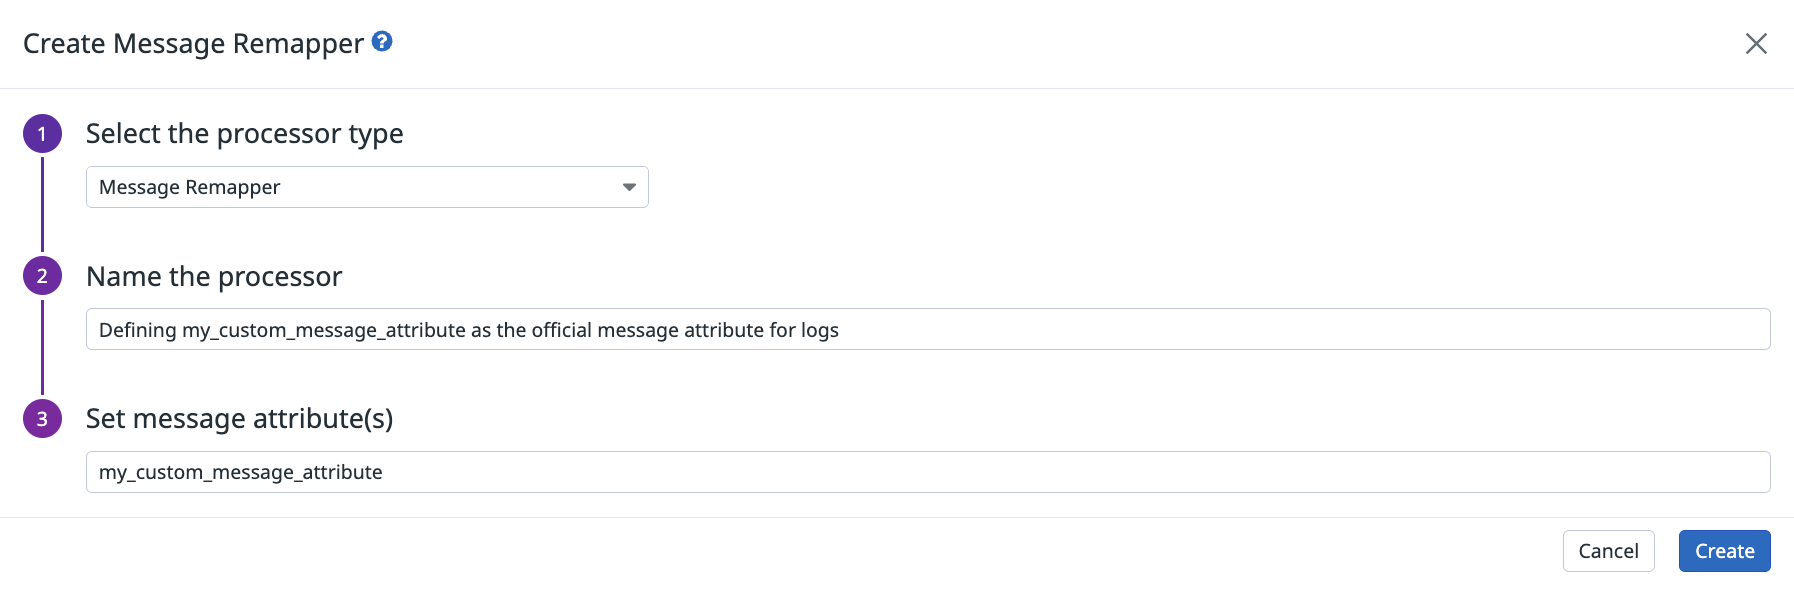 Create Message Remapper ?
1 Select the processor type
Message Remapper
2 Name the processor
Defining my_custom_message_attribute as the official message attribute for logs
3 Set message attribute(s)
my_custom_message_attribute
Cancel Create